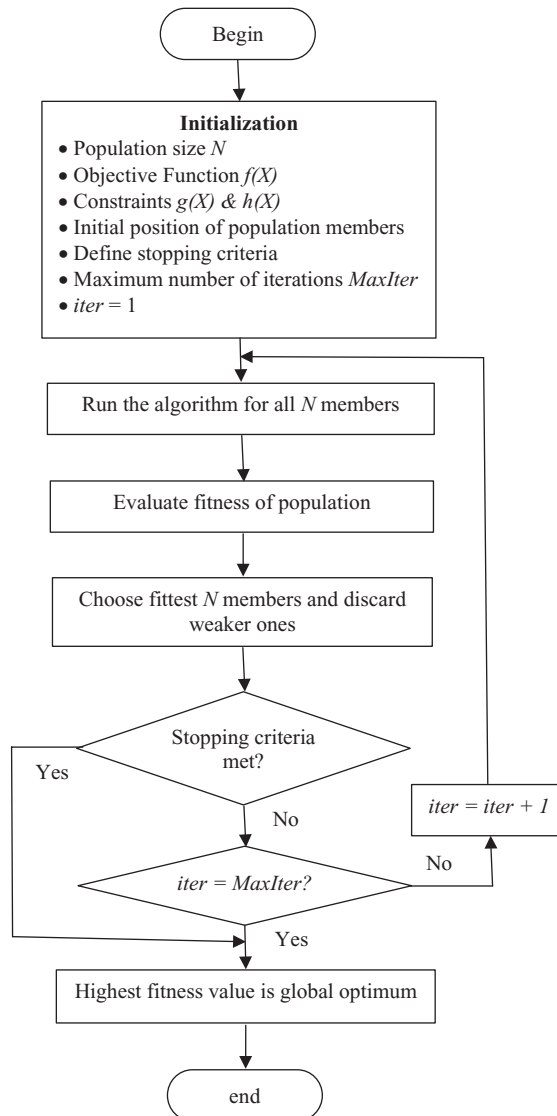 Begin
Initialization
• Population size N
• Objective Function f(X)
• Constraints g(X) & h(X)
• Initial position of population members
• Define stopping criteria
• Maximum number of iterations MaxIter
• iter = 1
Run the algorithm for all N members
Evaluate fitness of population
Choose fittest N members and discard
weaker ones
Stopping criteria
met?
Yes
No
iter = iter + 1
iter = MaxIter?
No
Yes
Highest fitness value is global optimum
end